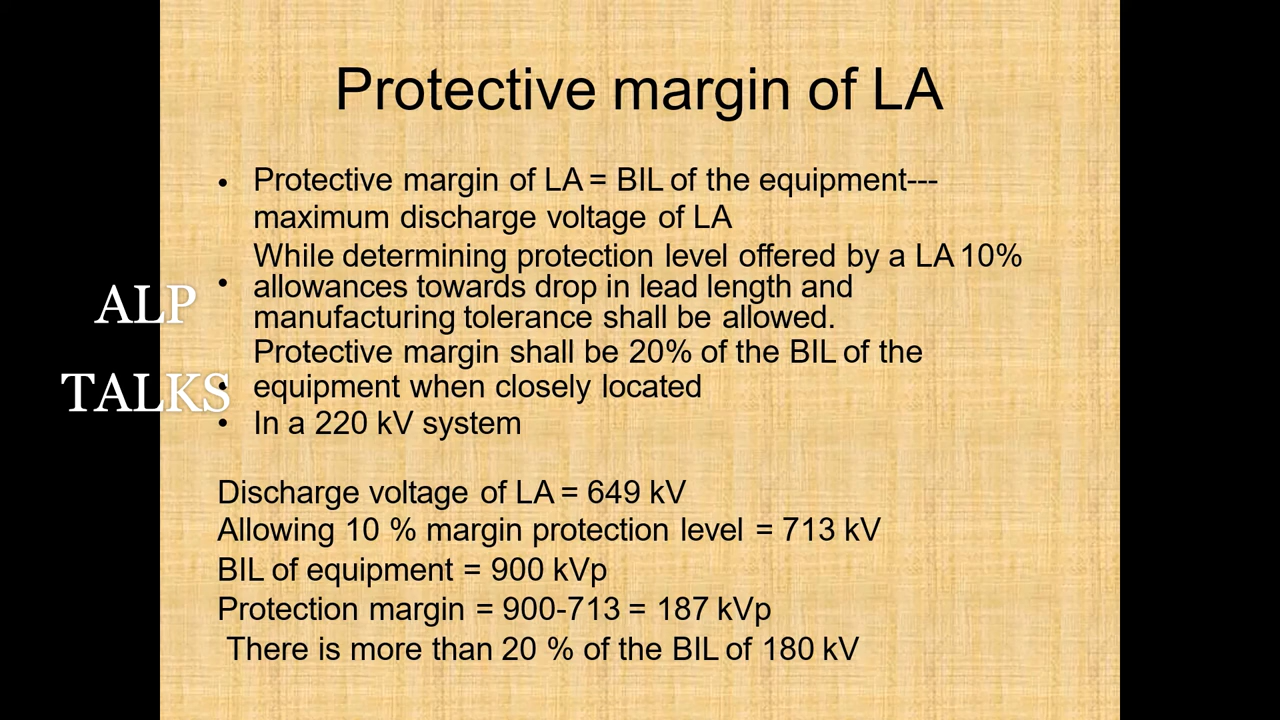 Protective margin of LA
• Protective margin of LA = BIL of the equipment---
maximum discharge voltage of LA
While determining protection level offered by a LA 10%
• allowances towards drop in lead length and
manufacturing tolerance shall be allowed.
Protective margin shall be 20% of the BIL of the
• equipment when closely located
• In a 220 kV system
ALP
TALKS
Discharge voltage of LA = 649 kV
Allowing 10 % margin protection level = 713 kV
BIL of equipment = 900 kVp
Protection margin = 900-713 = 187 kVp
There is more than 20 % of the BIL of 180 kV